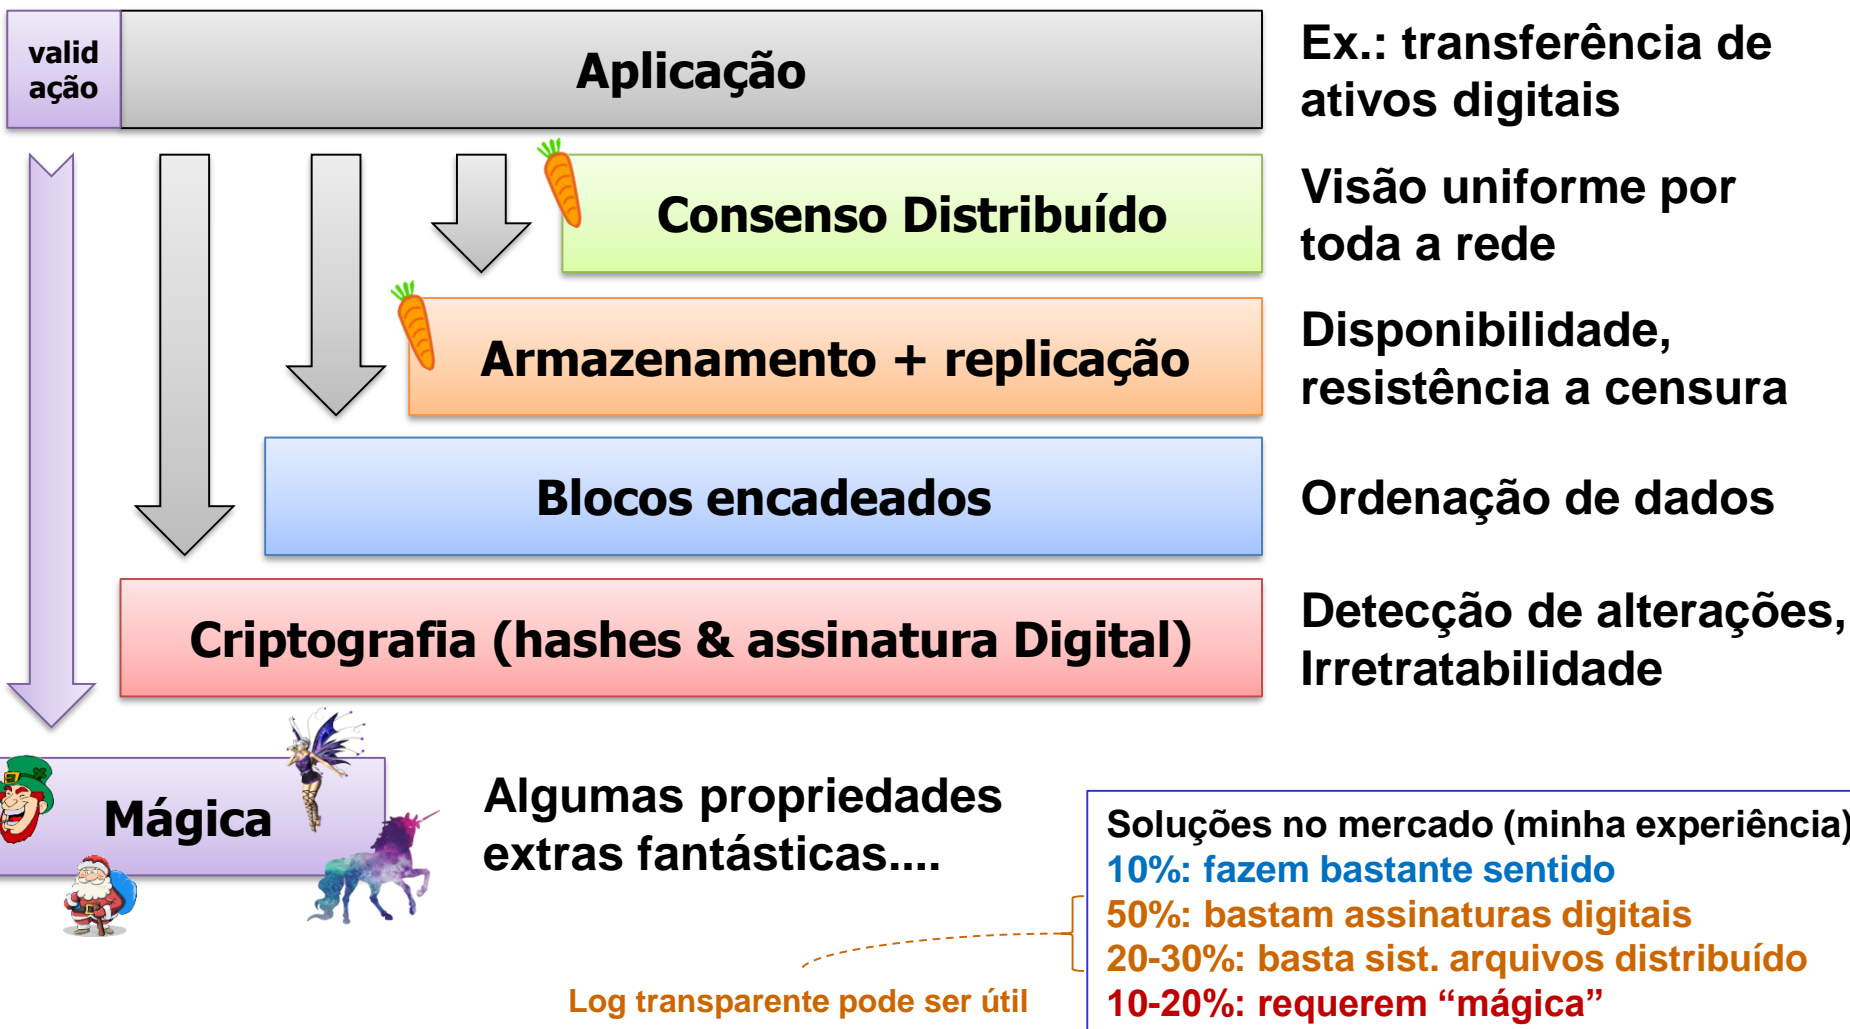 valid
ação
Aplicação
Ex.: transferência de
ativos digitais
Consenso Distribuído
Visão uniforme por
toda a rede
Armazenamento + replicação
Disponibilidade,
resistência a censura
Blocos encadeados
Ordenação de dados
Criptografia (hashes & assinatura Digital)
Detecção de alterações,
Irretratabilidade
Mágica
Algumas propriedades
extras fantásticas....
Soluções no mercado (minha experiência)
10%: fazem bastante sentido
50%: bastam assinaturas digitais
20-30%: basta sist. arquivos distribuído
10-20%: requerem “mágica”
Log transparente pode ser útil